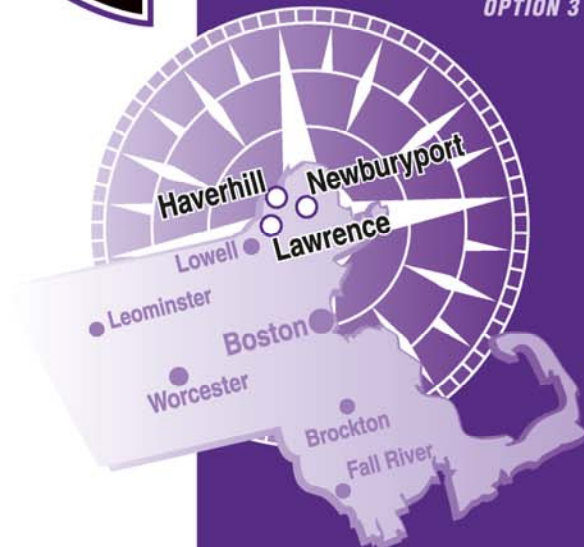 OPTION 3
Haverhill
Newburyport
Lawrence
Lowell
Leominster
Boston
Worcester
Brockton
Fall River